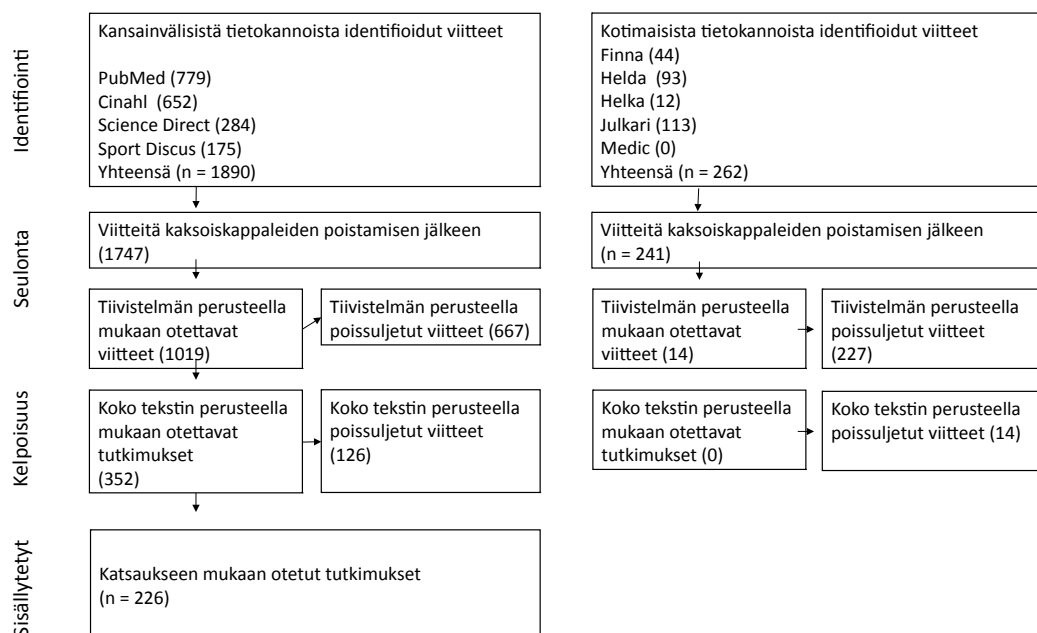 Identifiointi
Kansainvälisistä tietokannoista identifioidut viitteet
PubMed (779)
Cinahl (652)
Science Direct (284)
Sport Discus (175)
Yhteensä (n = 1890)
Kotimaisista tietokannoista identifioidut viitteet
Finna (44)
Helda (93)
Helka (12)
Julkari (113)
Medic (0)
Yhteensä (n = 262)
Seulonta
Viitteitä kaksoiskappaleiden poistamisen jälkeen
(1747)
Viitteitä kaksoiskappaleiden poistamisen jälkeen
(n = 241)
Tiivistelmän perusteella
mukaan otettavat
viitteet (1019)
Tiivistelmän perusteella
poissuljetut viitteet (667)
Tiivistelmän perusteella
mukaan otettavat
viitteet (14)
Tiivistelmän perusteella
poissuljetut viitteet
(227)
Kelpoisuus
Koko tekstin perusteella
mukaan otettavat
tutkimukset
(352)
Koko tekstin perusteella
poissuljetut viitteet
(126)
Koko tekstin perusteella
mukaan otettavat
tutkimukset (0)
Koko tekstin perusteella
poissuljetut viitteet (14)
Sisällytetyt
Katsaukseen mukaan otetut tutkimukset
(n = 226)